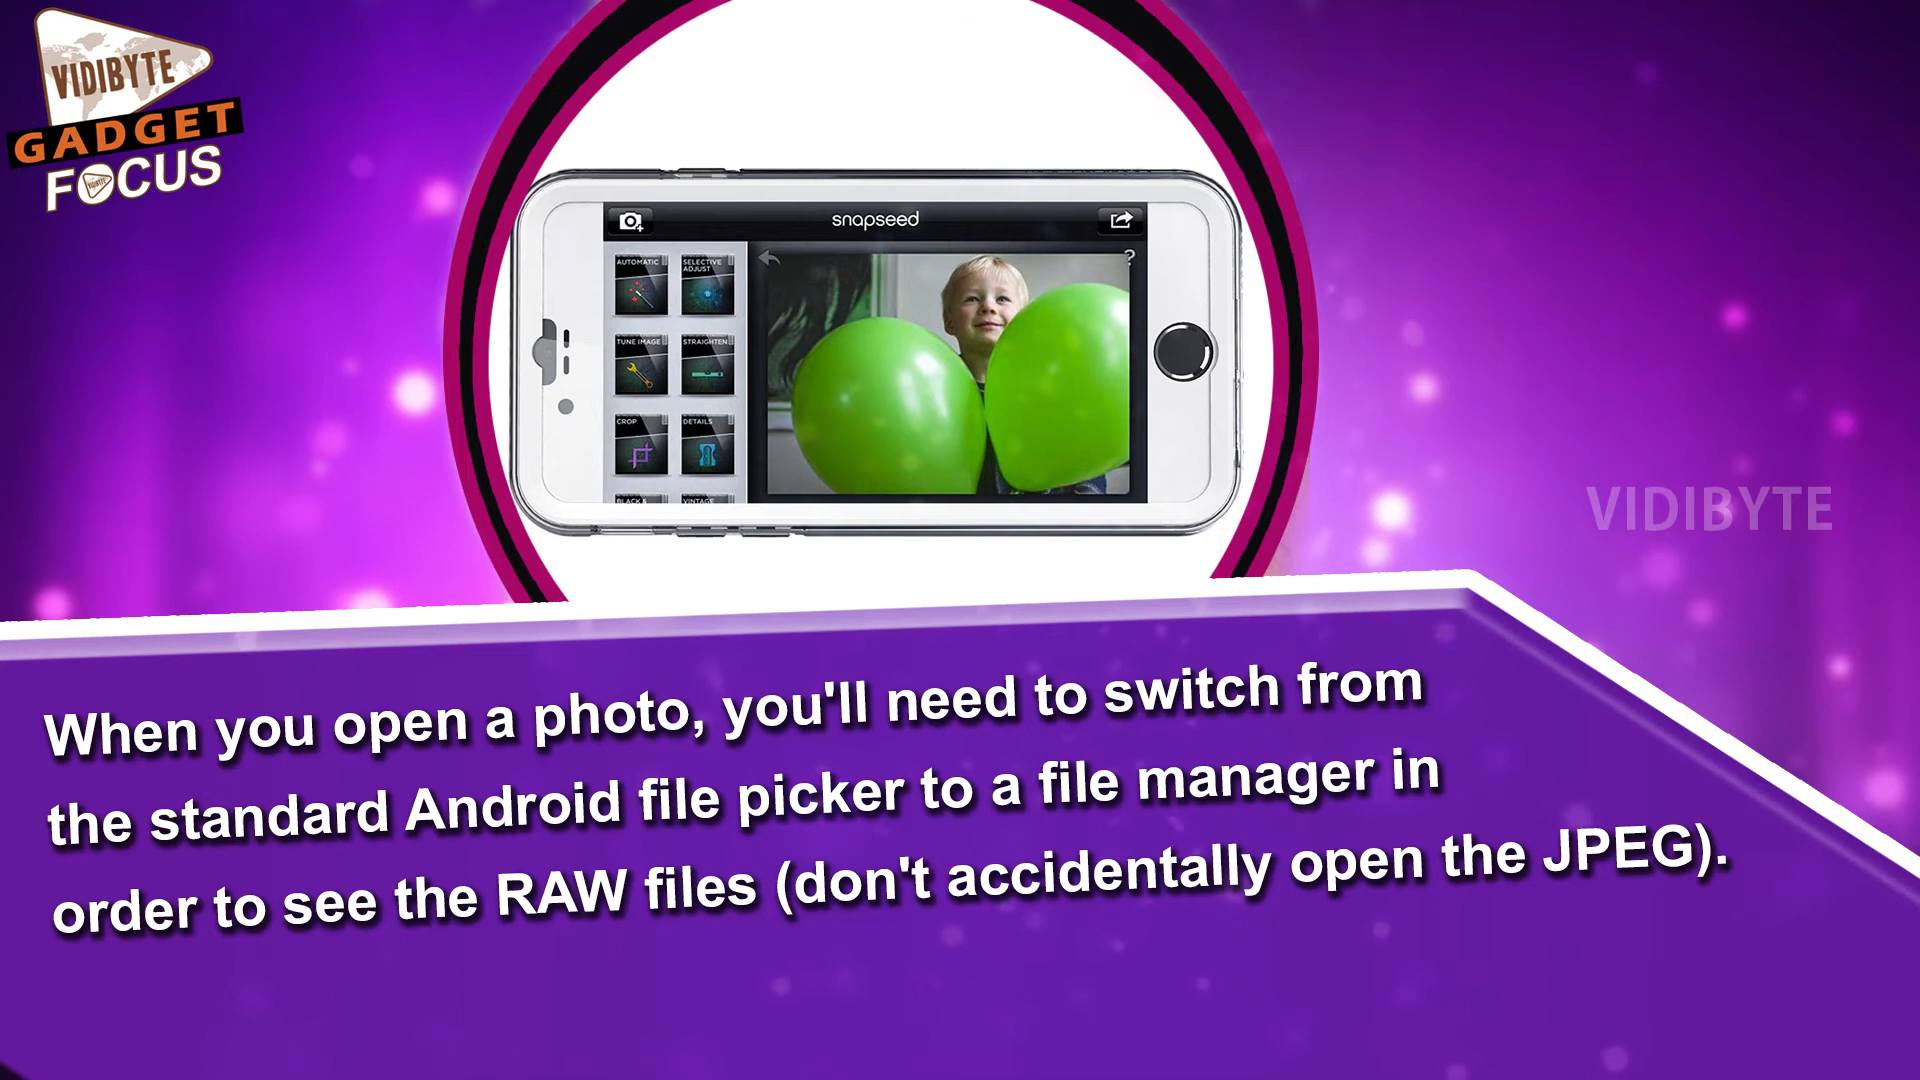 VIDIBYTE
GADGET
FOCUS
snapseed
AUTOMATIC
SELECTIVE
ADJUST
?
TUNE IMAGE
STRAIGHTEN
CROP
DETAILS
BLACK &
VINTAGE
VIDIBYTE
When you open a photo, you'll need to switch from
the standard Android file picker to a file manager in
order to see the RAW files (don't accidentally open the JPEG).